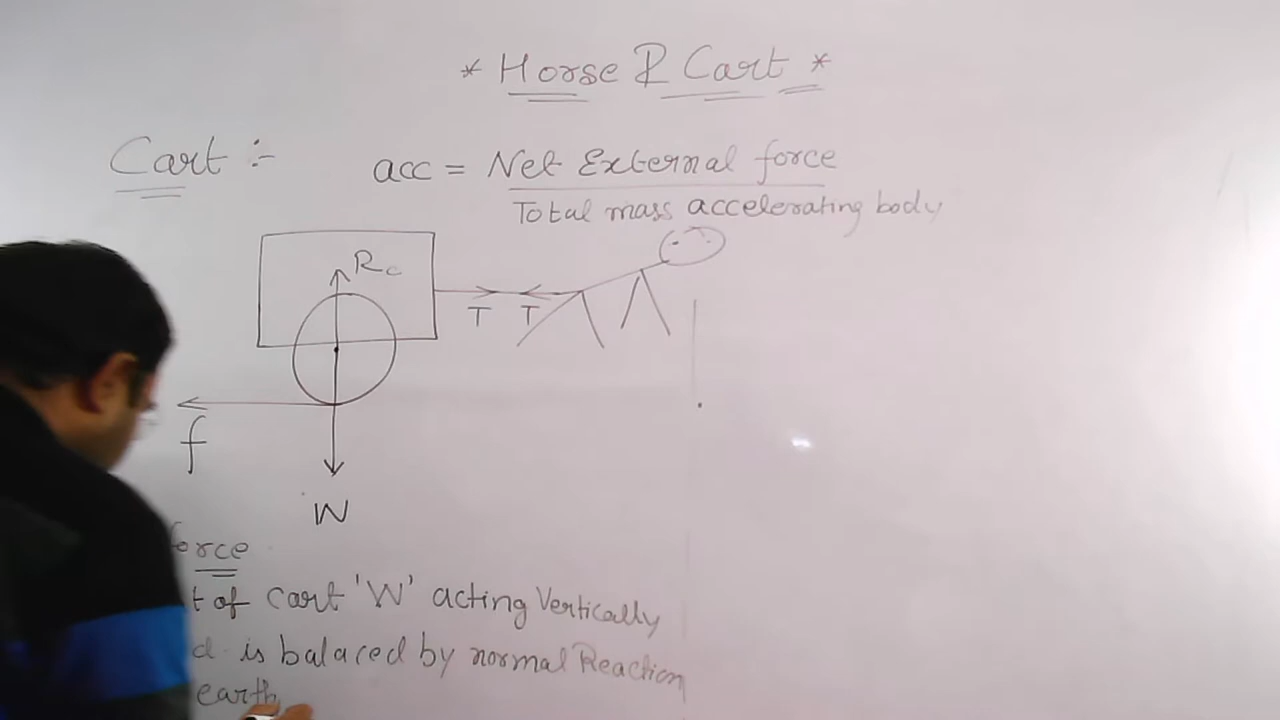 * Horse & Cart *
Cart :-
acc = Net External force
Total mass accelerating body
Rc
T T
f
W
force
of cart 'W' acting Vertically
is balaced by normal Reaction
earth